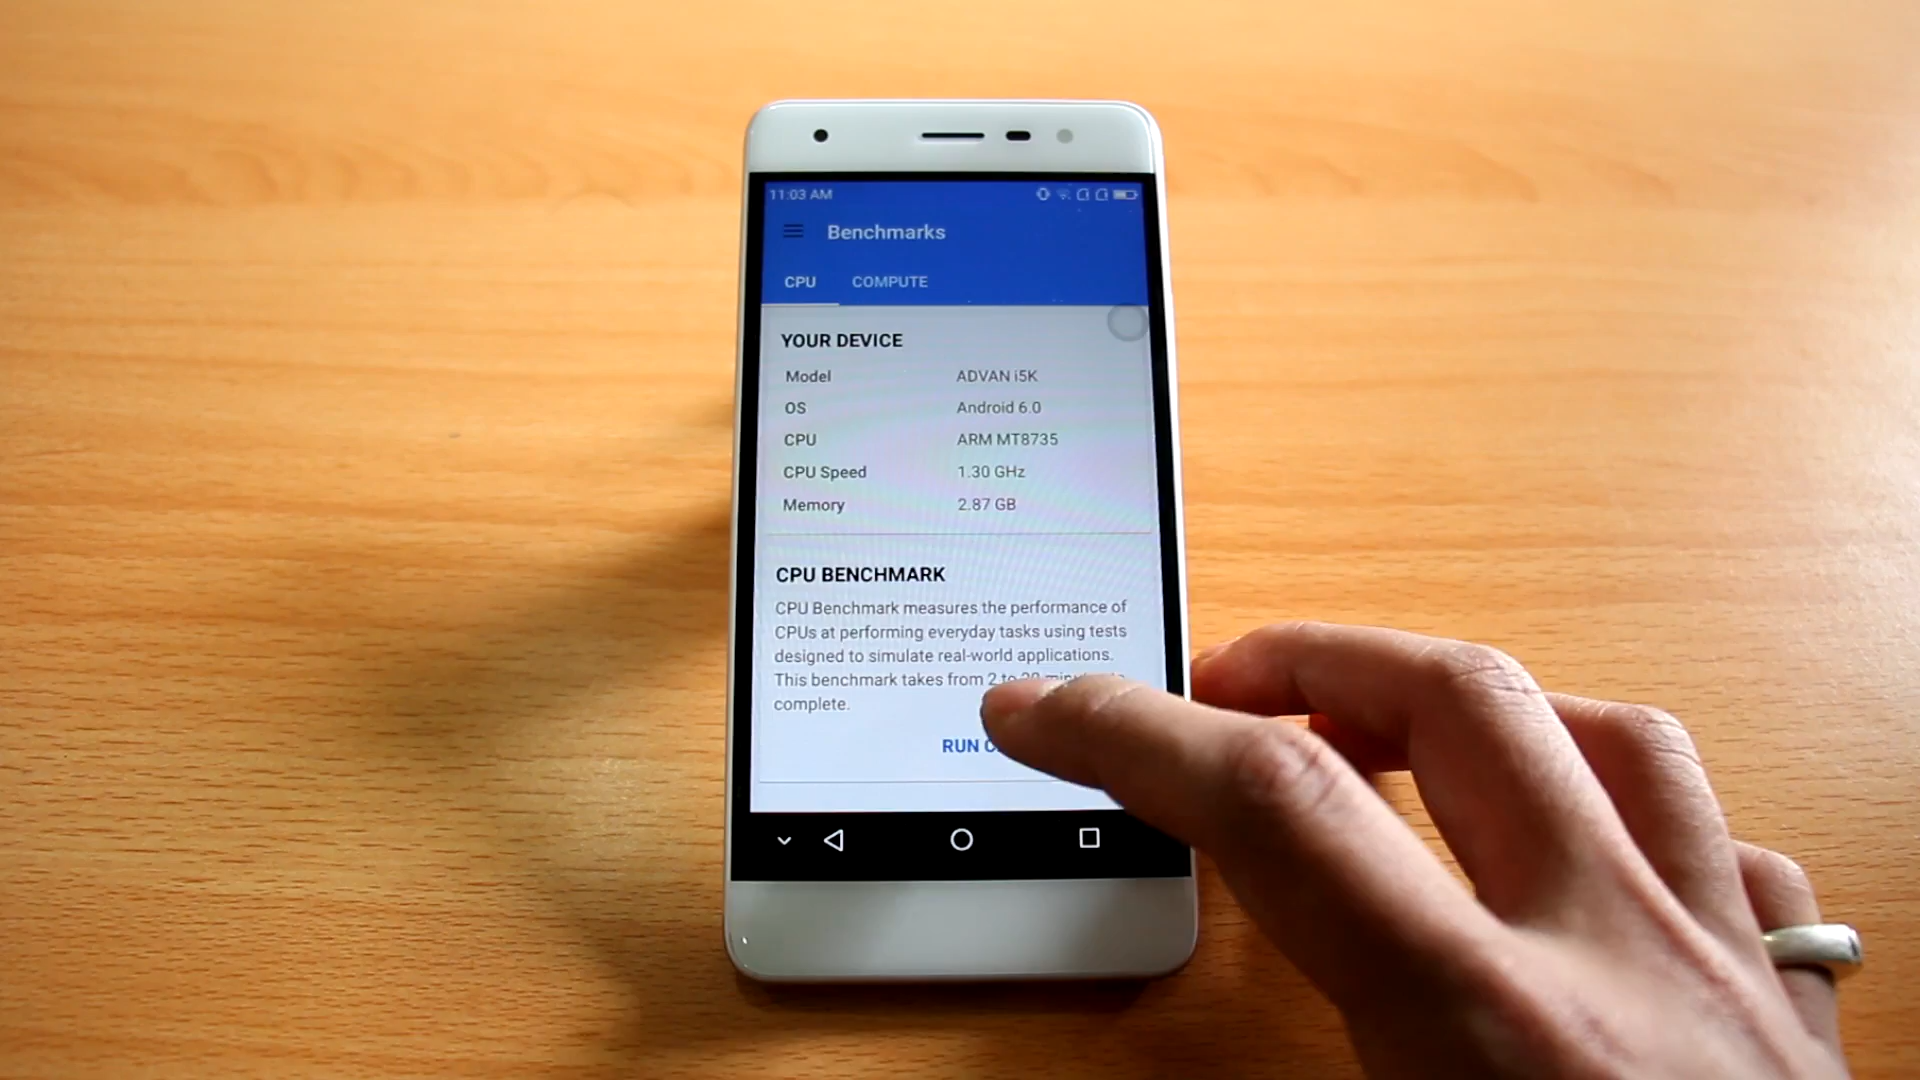 11:03 AM
Benchmarks
CPU COMPUTE
YOUR DEVICE
Model ADVAN i5K
OS Android 6.0
CPU ARM MT8735
CPU Speed 1.30 GHz
Memory 2.87 GB
CPU BENCHMARK
CPU Benchmark measures the performance of
CPUs at performing everyday tasks using tests
designed to simulate real-world applications.
This benchmark takes from 2 to
complete.
RUN